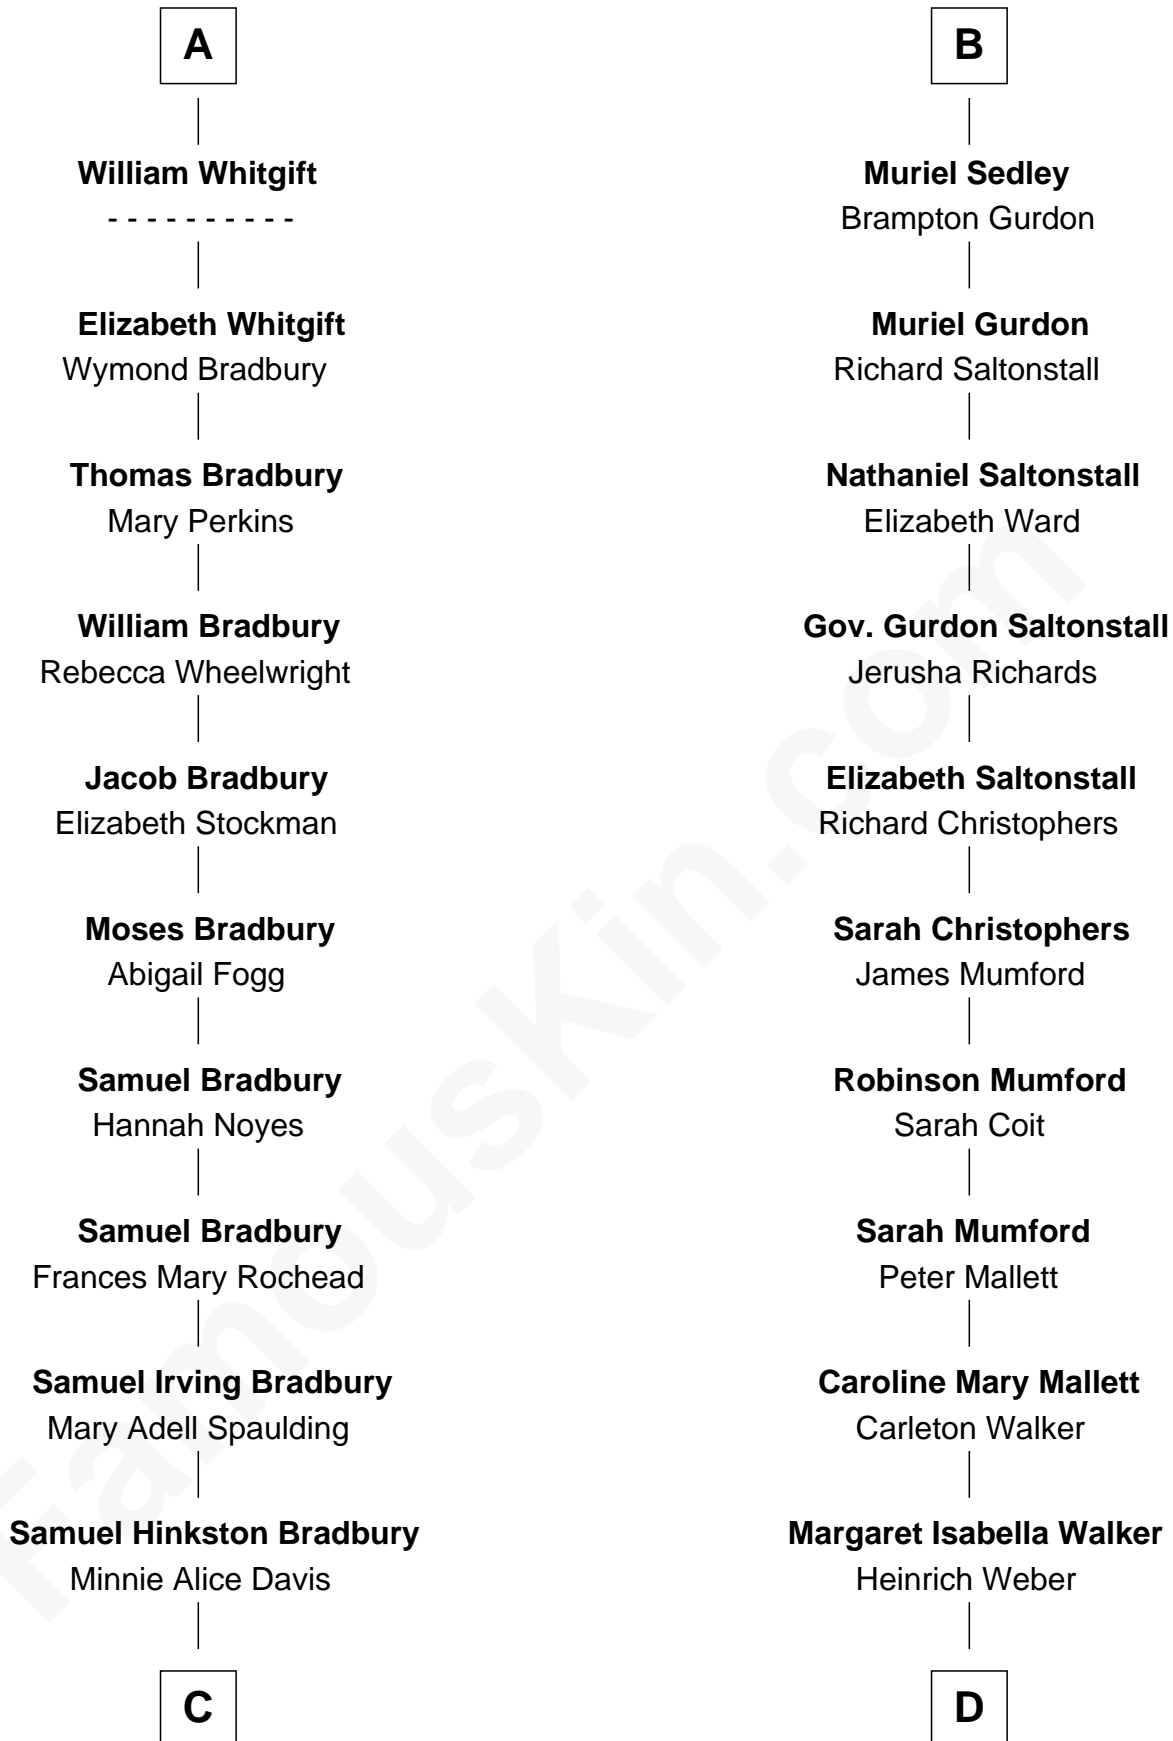 A
William Whitgift
- - - - - - - - - -
Elizabeth Whitgift
Wymond Bradbury
Thomas Bradbury
Mary Perkins
William Bradbury
Rebecca Wheelwright
Jacob Bradbury
Elizabeth Stockman
Moses Bradbury
Abigail Fogg
Samuel Bradbury
Hannah Noyes
Samuel Bradbury
Frances Mary Rochead
Samuel Irving Bradbury
Mary Adell Spaulding
Samuel Hinkston Bradbury
Minnie Alice Davis
C
B
Muriel Sedley
Brampton Gurdon
Muriel Gurdon
Richard Saltonstall
Nathaniel Saltonstall
Elizabeth Ward
Gov. Gurdon Saltonstall
Jerusha Richards
Elizabeth Saltonstall
Richard Christophers
Sarah Christophers
James Mumford
Robinson Mumford
Sarah Coit
Sarah Mumford
Peter Mallett
Caroline Mary Mallett
Carleton Walker
Margaret Isabella Walker
Heinrich Weber
D
FamousKin.com